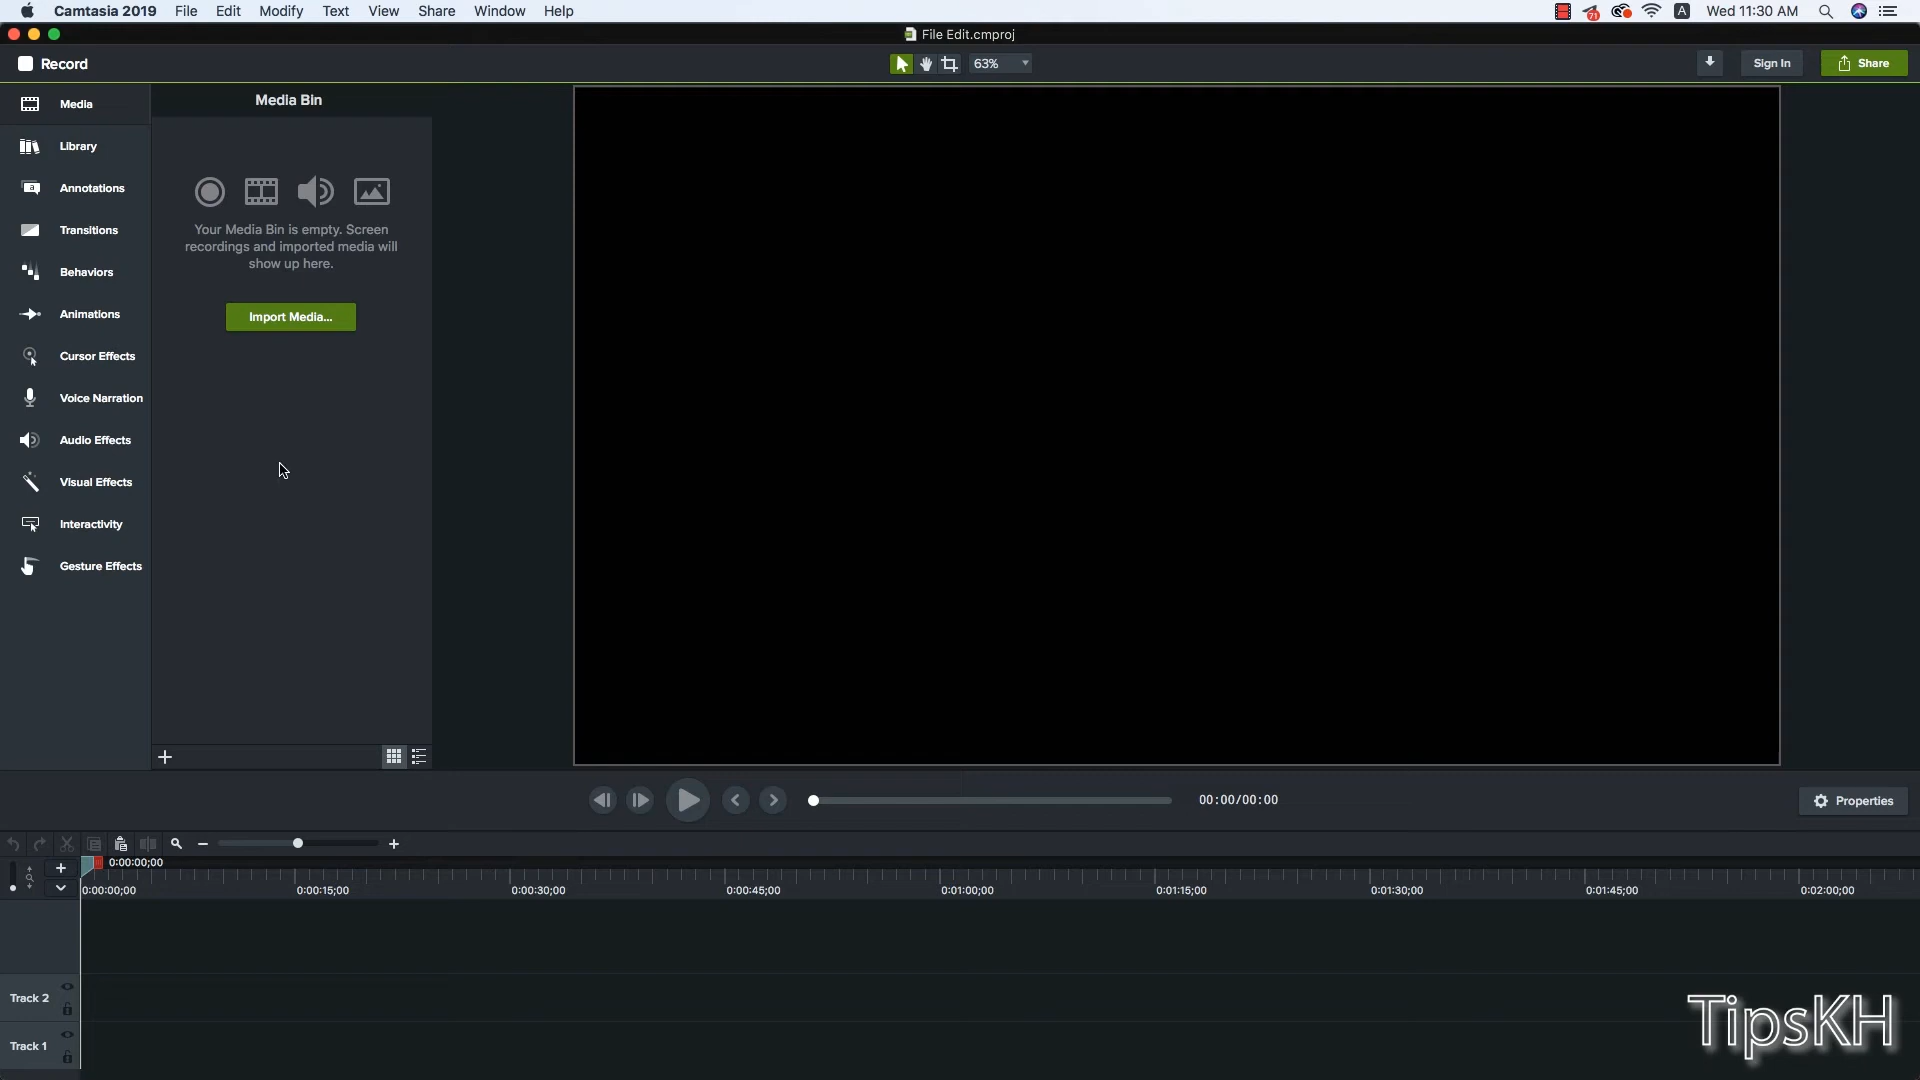 Camtasia 2019 File Edit Modify Text View Share Window Help
71 A Wed 11:30 AM
File Edit.cmproj
Record
63%
Sign In
Share
Media
Library
Annotations
Transitions
Behaviors
Animations
Cursor Effects
Voice Narration
Audio Effects
Visual Effects
Interactivity
Gesture Effects
Media Bin
Your Media Bin is empty. Screen
recordings and imported media will
show up here.
Import Media...
00:00/00:00
Properties
0:00:00;00
0:00:00;00 0:00:15;00 0:00:30;00 0:00:45;00 0:01:00;00 0:01:15;00 0:01:30;00 0:01:45;00 0:02:00;00
Track 2
Track 1
TipsKH